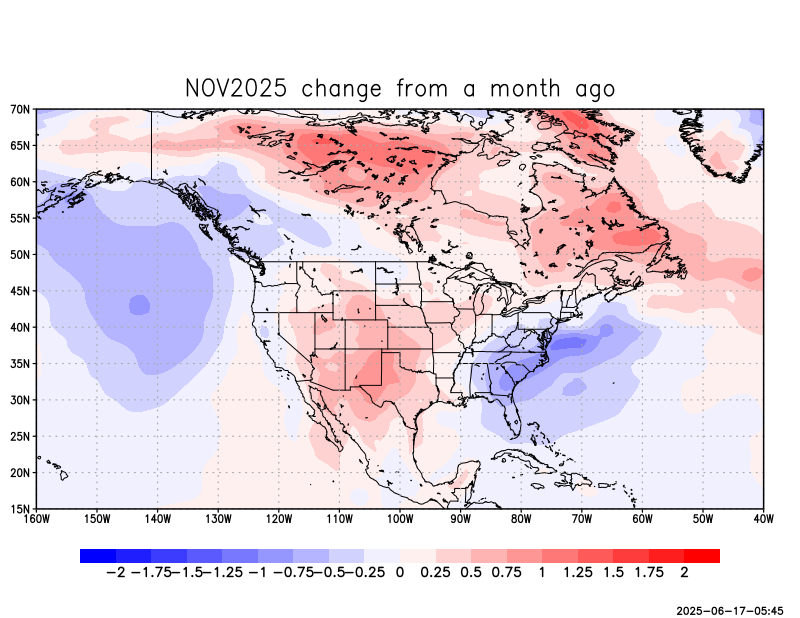 NOV2025 change from a month ago
70N
65N
60N
55N
50N
45N
40N
35N
30N
25N
20N
15N
160W 150W 140W 130W 120W 110W 100W 90W 80W 70W 60W 50W 40W
-2 -1.75 -1.5 -1.25 -1 -0.75 -0.5 -0.25 0 0.25 0.5 0.75 1 1.25 1.5 1.75 2
2025-06-17-05:45